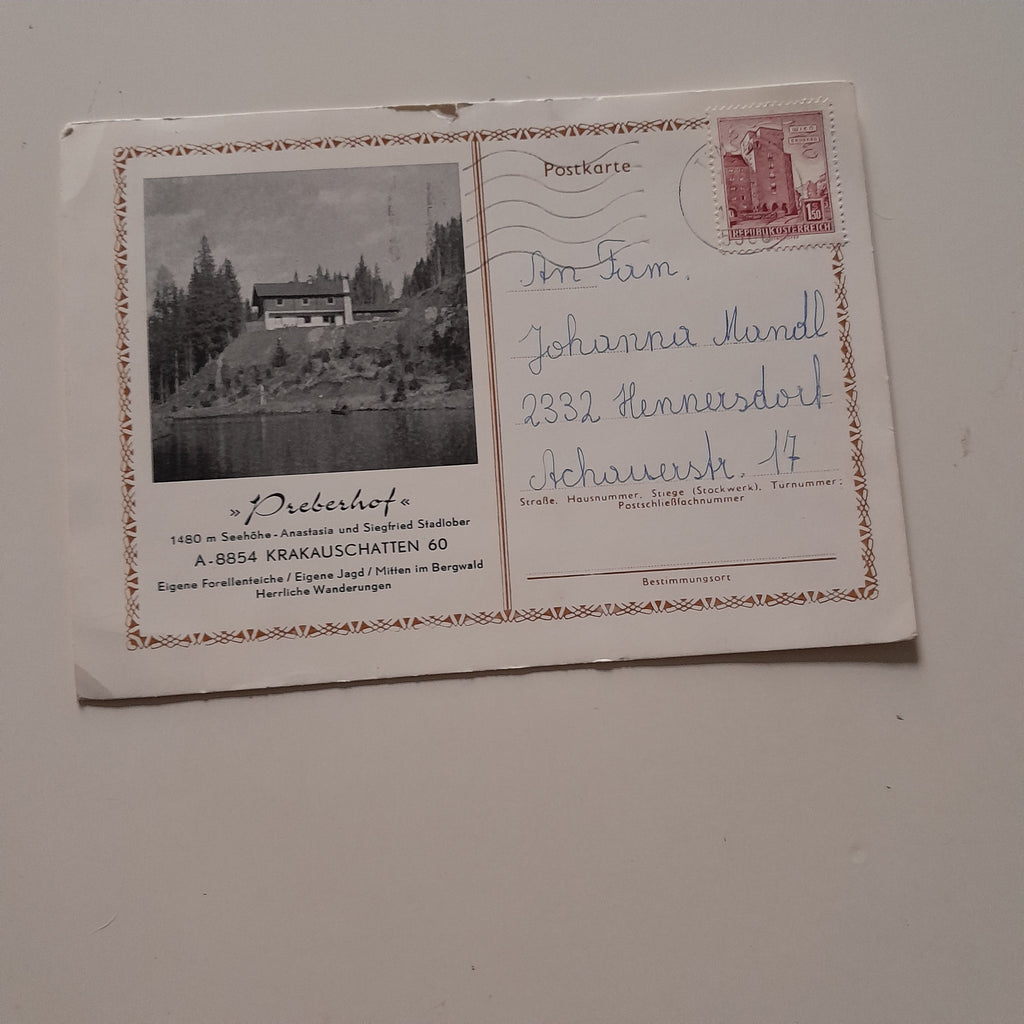 »Preberhof«
1480 m Seehöhe - Anastasia und Siegfried Stadlober
A-8854 KRAKAUSCHATTEN 60
Eigene Forellenteiche / Eigene Jagd / Mitten im Bergwald
Herrliche Wanderungen
Postkarte
1.50
REPUBLIK ÖSTERREICH
An Fam.
Johanna Mandl
2332 Hennersdorf
Achauerstr. 17
Straße, Hausnummer, Stiege (Stockwerk), Türnummer;
Postschließfachnummer
Bestimmungsort